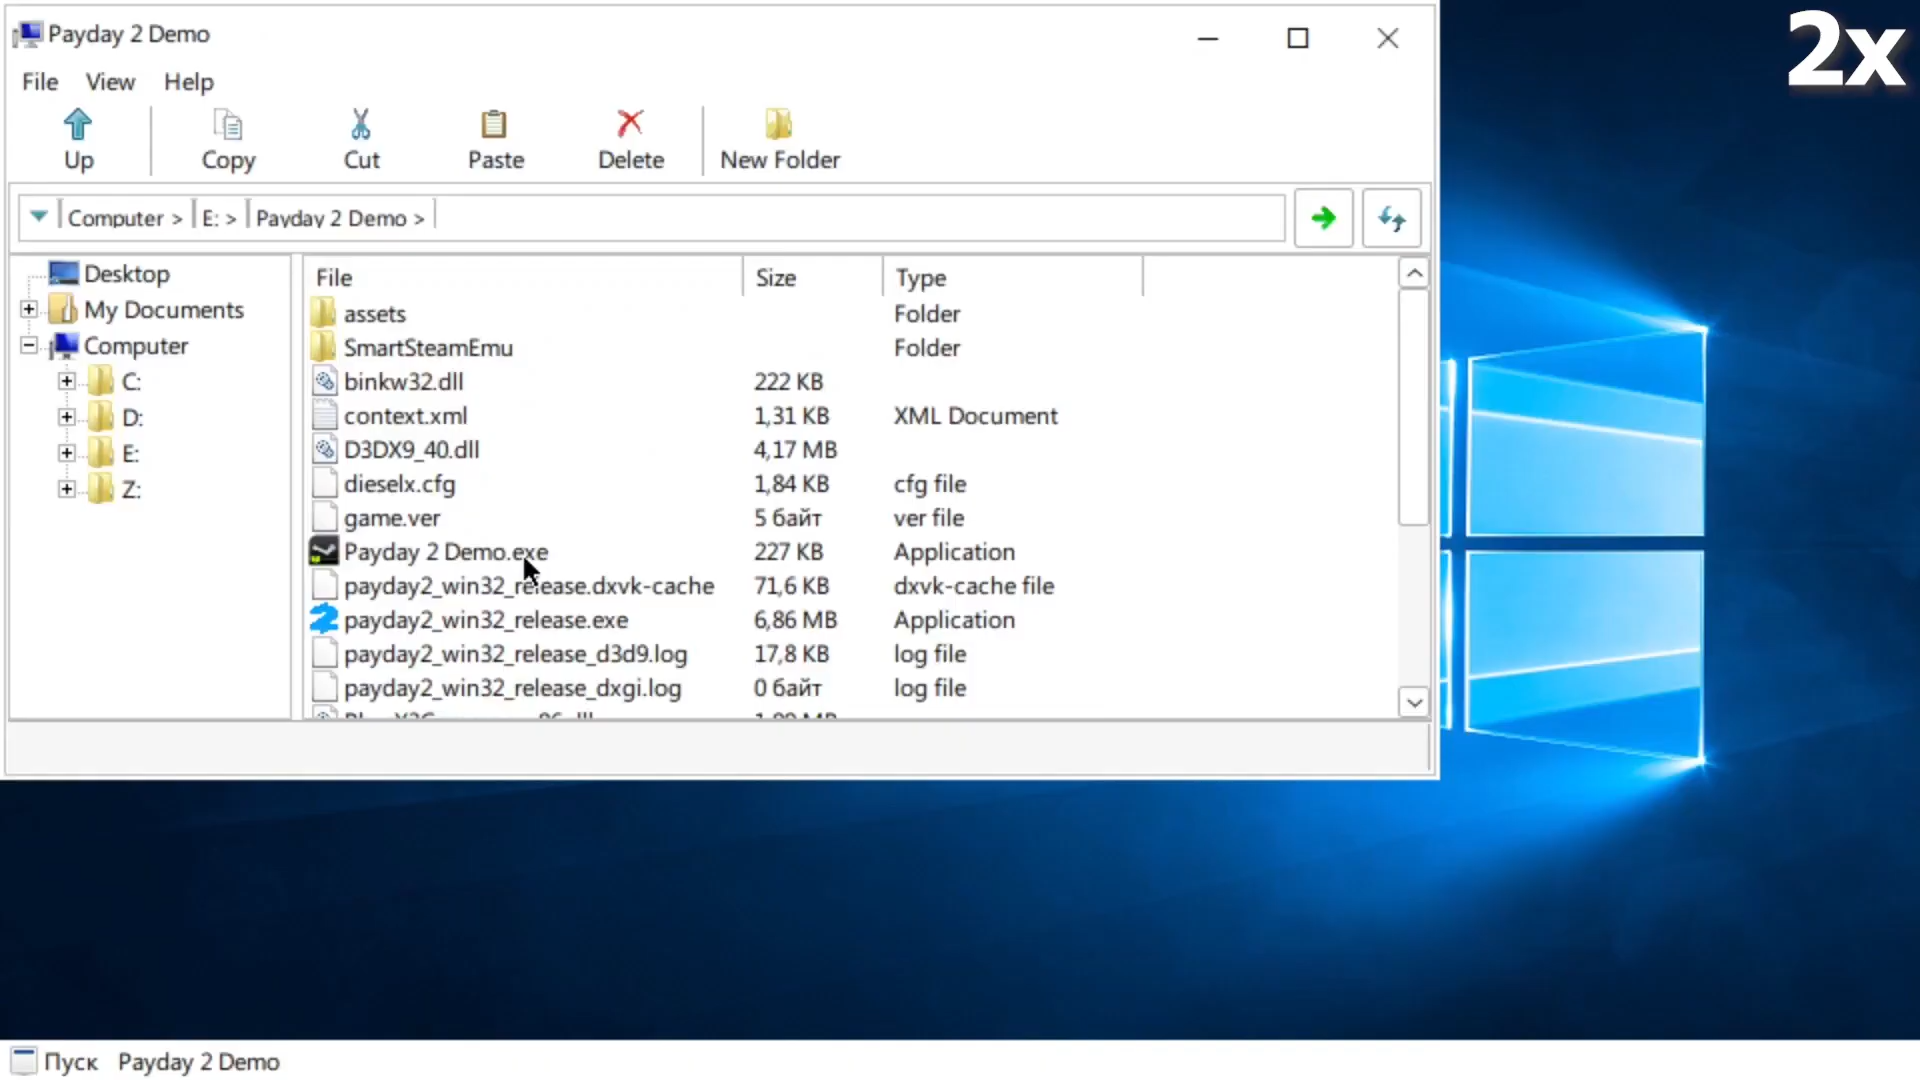 Payday 2 Demo
2x
File View Help
Up Copy Cut Paste Delete New Folder
Computer > E: > Payday 2 Demo >
Desktop
My Documents
Computer
C:
D:
E:
Z:
File Size Type
assets Folder
SmartSteamEmu Folder
binkw32.dll 222 KB
context.xml 1,31 KB XML Document
D3DX9_40.dll 4,17 MB
dieselx.cfg 1,84 KB cfg file
game.ver 5 байт ver file
Payday 2 Demo.exe 227 KB Application
payday2_win32_release.dxvk-cache 71,6 KB dxvk-cache file
payday2_win32_release.exe 6,86 MB Application
payday2_win32_release_d3d9.log 17,8 KB log file
payday2_win32_release_dxgi.log 0 байт log file
Пуск Payday 2 Demo